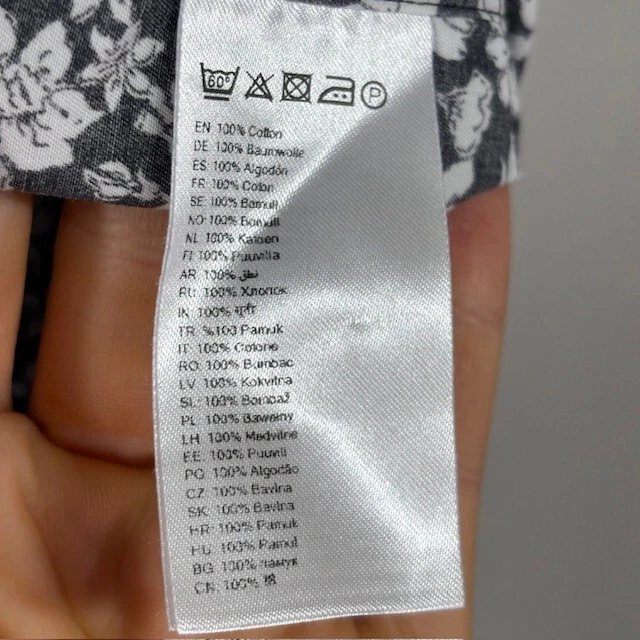 60°
P
EN 100% Cotton
DE 100% Baumwolle
ES: 100% Algodón
FR: 100% Coton
SE: 100% Bomull
NO: 100% Bomull
NL 100% Katoen
FI 100% Puuvilla
AR 100% قطن
RU: 100% Хлопок
IN: 100% सूती
TR: %100 Pamuk
IT: 100% Cotone
RO: 100% Bumbac
LV: 100% Kokvilna
SL: 100% Bombaž
PL: 100% Bawełny
LH: 100% Medvilnė
EE: 100% Puuvill
PG: 100% Algodão
CZ: 100% Bavlna
SK: 100% Bavlna
HR: 100% Pamuk
HU: 100% Pamut
BG: 100% памук
CN: 100% 棉